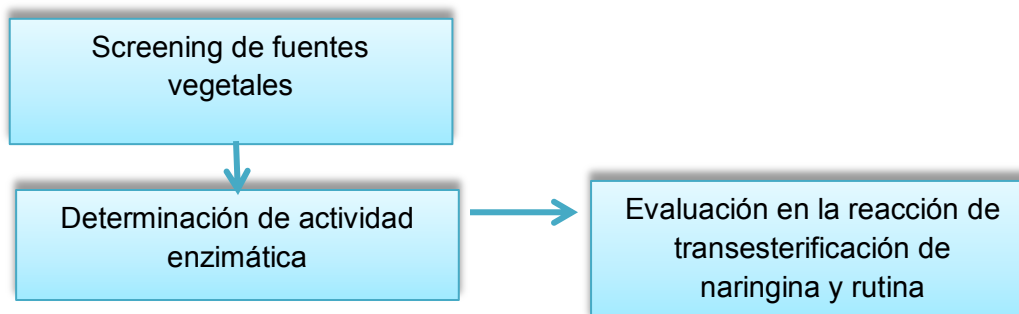 Screening de fuentes
vegetales
Determinación de actividad
enzimática
Evaluación en la reacción de
transesterificación de
naringina y rutina